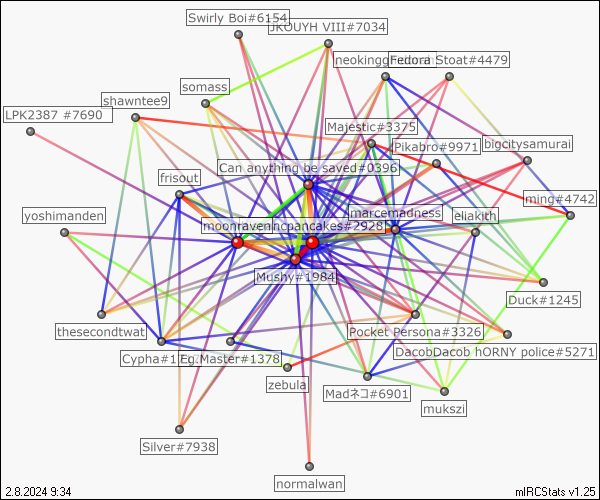 Swirly Boi#6154
JKOUYH VIII#7034
neokingg
Fedora Stoat#4479
somass
shawntee9
LPK2387 #7690
Majestic#3375
Pikabro#9971
bigcitysamurai
Can anything be saved#0396
frisout
ming#4742
yoshimanden
marcemadness
eliakith
moonraven
ncpancakes#2928
Mushy#1984
Duck#1245
thesecondtwat
Pocket Persona#3326
Cypha#1
Eg.Master#1378
DacobDacob hORNY police#5271
zebula
Madネコ#6901
mukszi
Silver#7938
normalwan
2.8.2024 9:34
mIRCStats v1.25